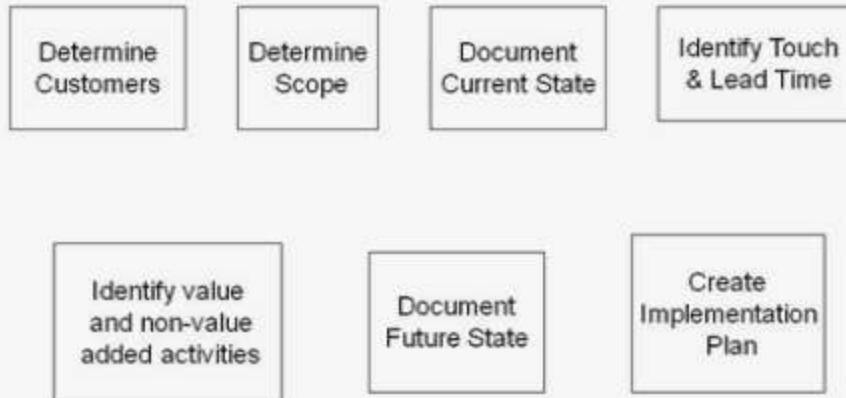 Determine
Customers
Determine
Scope
Document
Current State
Identify Touch
& Lead Time
Identify value
and non-value
added activities
Document
Future State
Create
Implementation
Plan